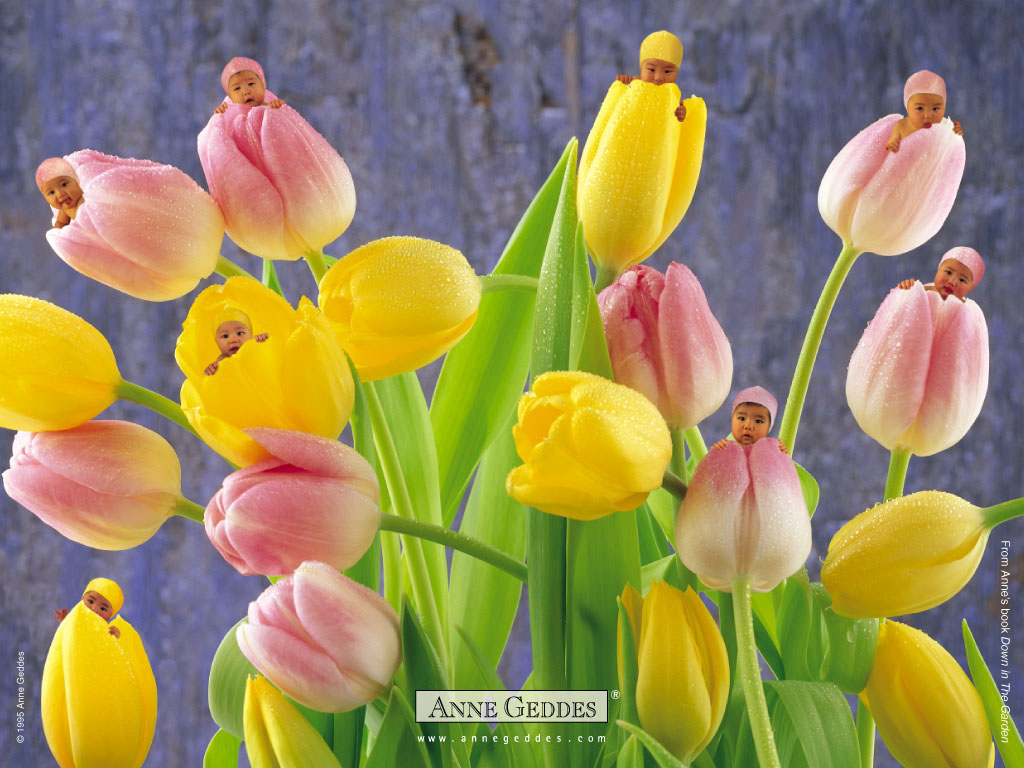 ANNE GEDDES®
www.annegeddes.com
© 1995 Anne Geddes
From Anne's book Down In The Garden